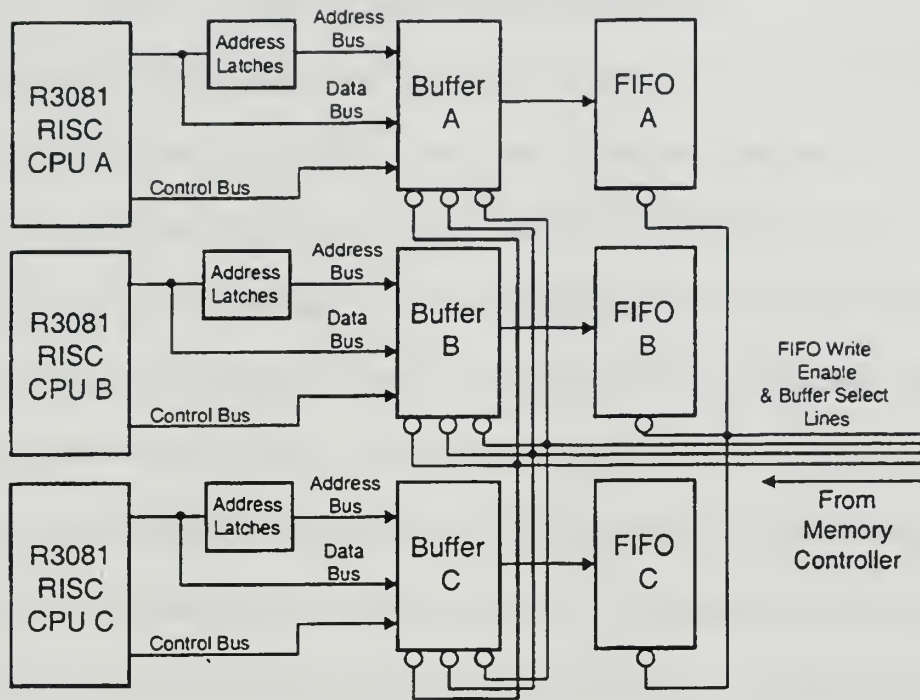 Address
Bus
Address
Latches
R3081
RISC
CPU A
Data
Bus
Control Bus
Buffer
A
FIFO
A
Address
Bus
Address
Latches
R3081
RISC
CPU B
Data
Bus
Control Bus
Buffer
B
FIFO
B
FIFO Write
Enable
& Buffer Select
Lines
From
Memory
Controller
Address
Bus
Address
Latches
R3081
RISC
CPU C
Data
Bus
Control Bus
Buffer
C
FIFO
C